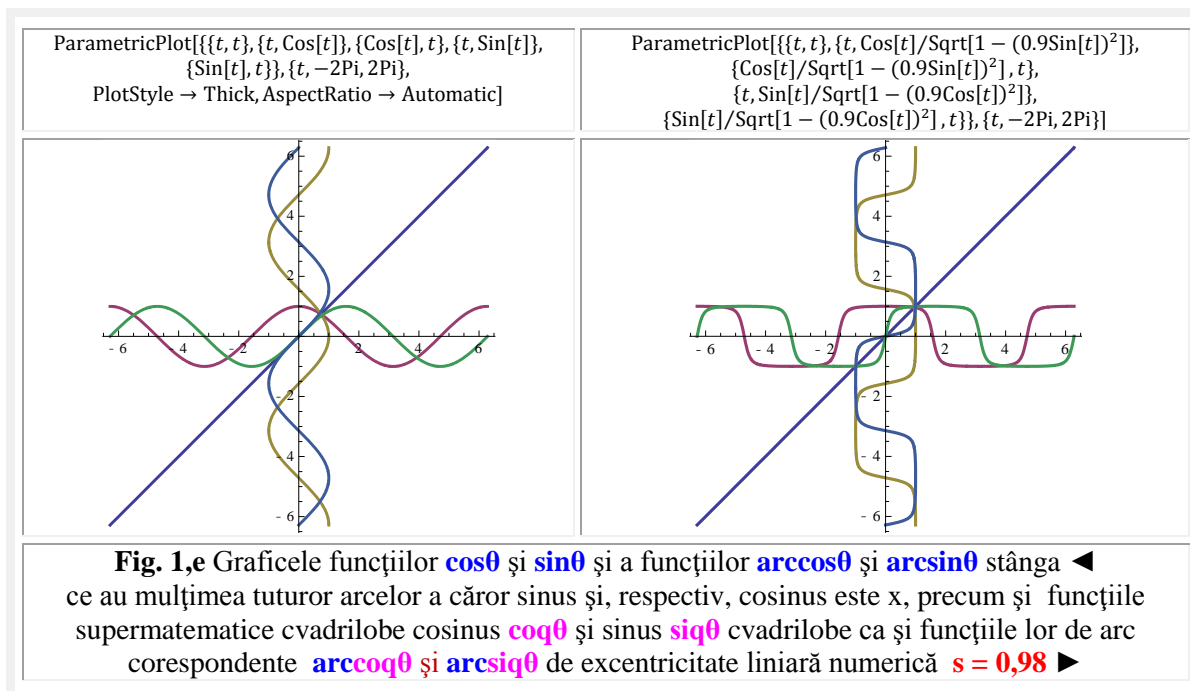 ParametricPlot[{{t, t}, {t, Cos[t]}, {Cos[t], t}, {t, Sin[t]},
{Sin[t], t}}, {t, −2Pi, 2Pi},
PlotStyle → Thick, AspectRatio → Automatic]
ParametricPlot[{{t, t}, {t, Cos[t]/Sqrt[1 − (0.9Sin[t])²]},
{Cos[t]/Sqrt[1 − (0.9Sin[t])²], t},
{t, Sin[t]/Sqrt[1 − (0.9Cos[t])²]},
{Sin[t]/Sqrt[1 − (0.9Cos[t])²], t}}, {t, −2Pi, 2Pi}]
6
4
2
- 6 - 4 - 2 2 4 6
- 2
- 4
- 6
6
4
2
- 6 - 4 - 2 2 4 6
- 2
- 4
- 6
Fig. 1,e Graficele funcţiilor cosθ şi sinθ şi a funcţiilor arccosθ şi arcsinθ stânga ◄
ce au mulţimea tuturor arcelor a căror sinus şi, respectiv, cosinus este x, precum şi funcţiile
supermatematice cvadrilobe cosinus coqθ şi sinus siqθ cvadrilobe ca şi funcţiile lor de arc
corespondente arccoqθ şi arcsiqθ de excentricitate liniară numerică s = 0,98 ►